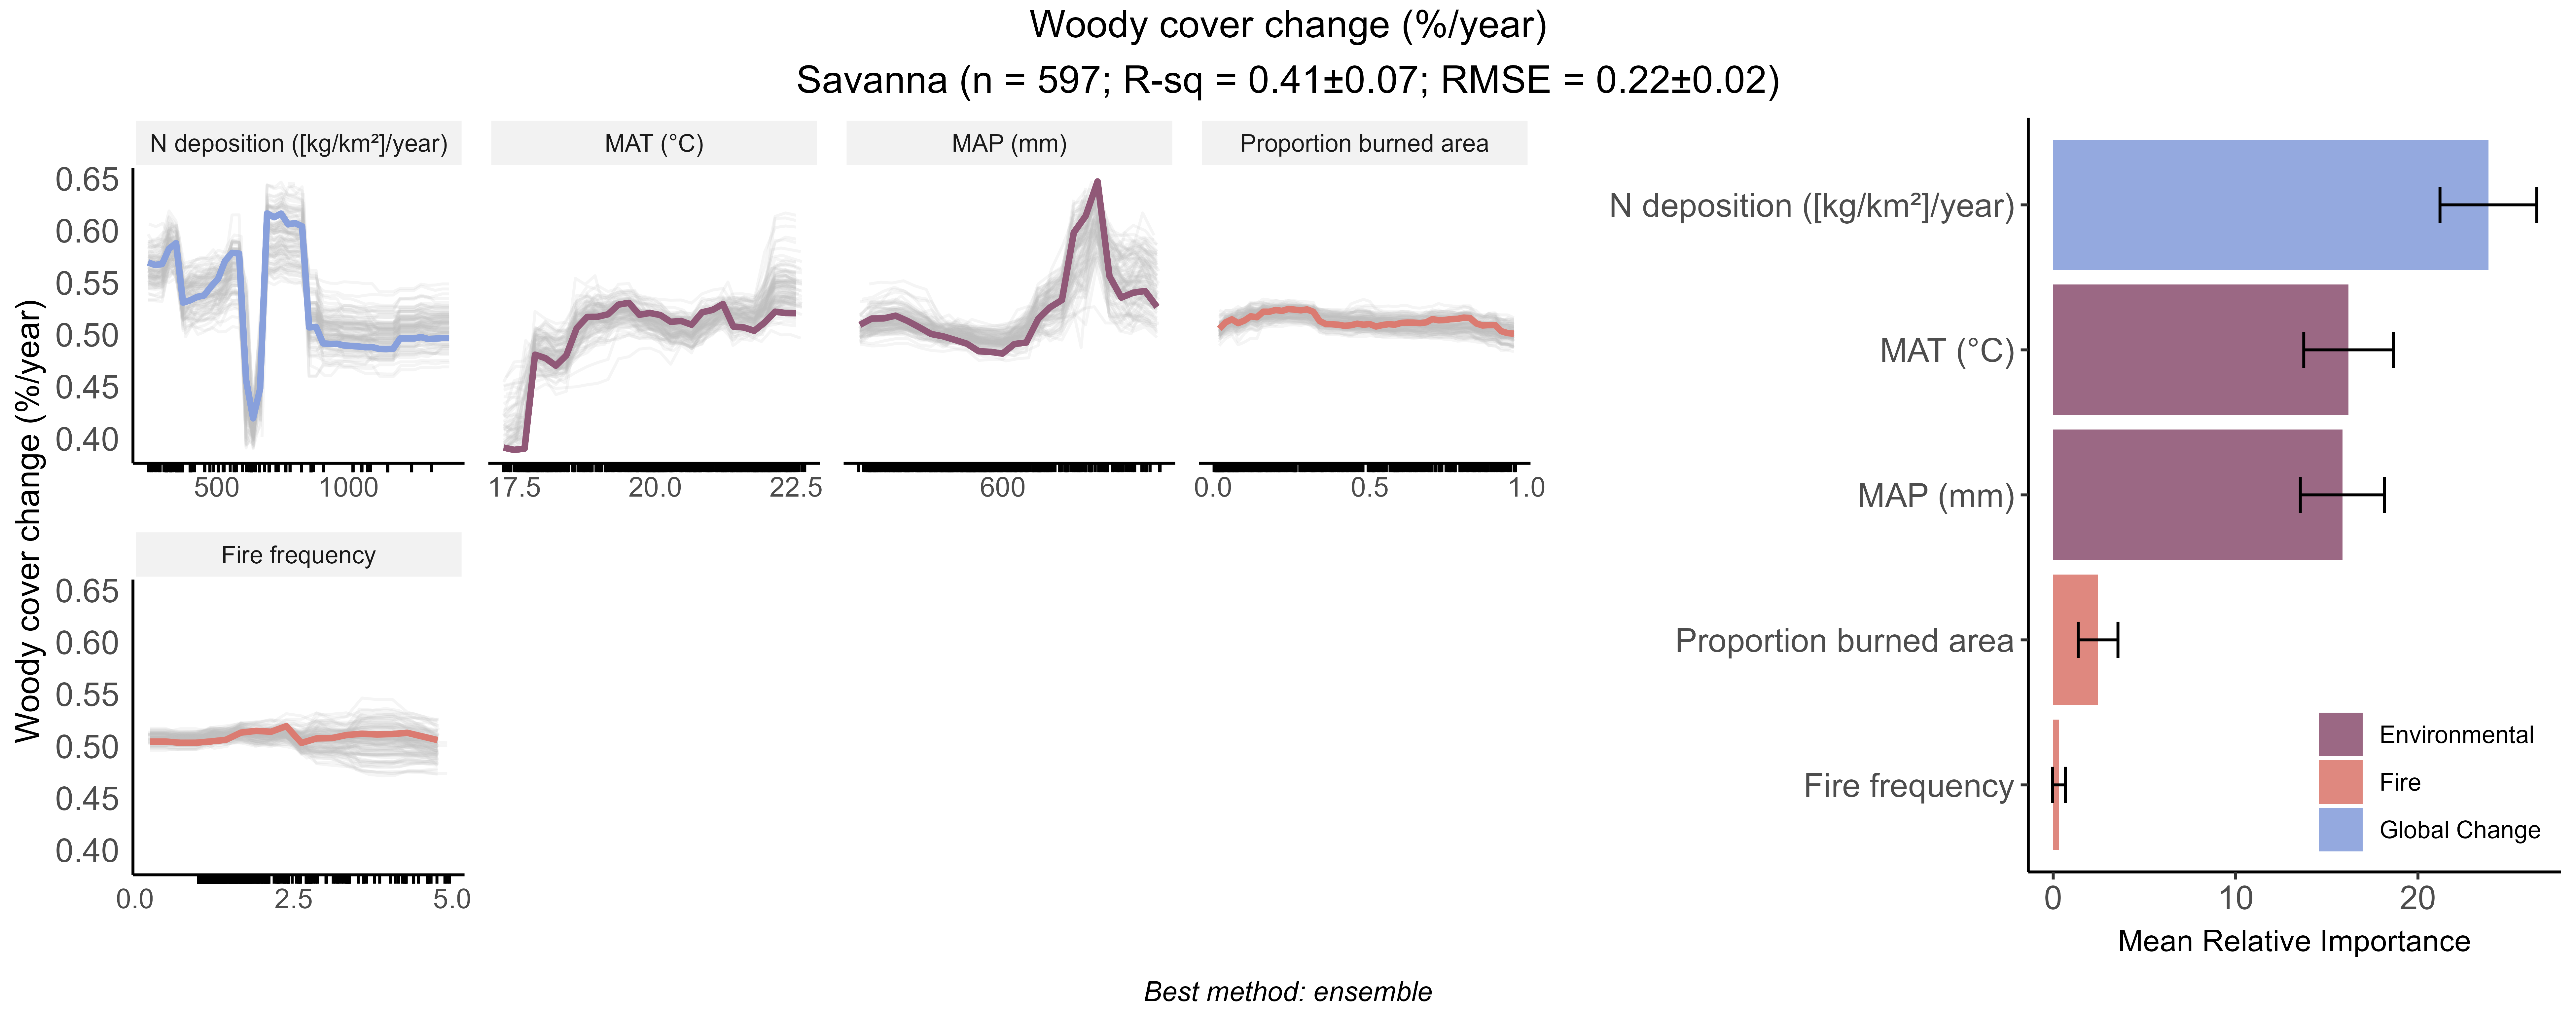 Woody cover change (%/year)
Savanna (n = 597; R-sq = 0.41±0.07; RMSE = 0.22±0.02)
N deposition ([kg/km²]/year)
MAT (°C)
MAP (mm)
Proportion burned area
Woody cover change (%/year)
0.65
0.60
0.55
0.50
0.45
0.40
500 1000
17.5 20.0 22.5
600
0.0 0.5 1.0
Fire frequency
0.65
0.60
0.55
0.50
0.45
0.40
0.0 2.5 5.0
N deposition ([kg/km²]/year)
MAT (°C)
MAP (mm)
Proportion burned area
Fire frequency
Environmental
Fire
Global Change
0 10 20
Mean Relative Importance
Best method: ensemble